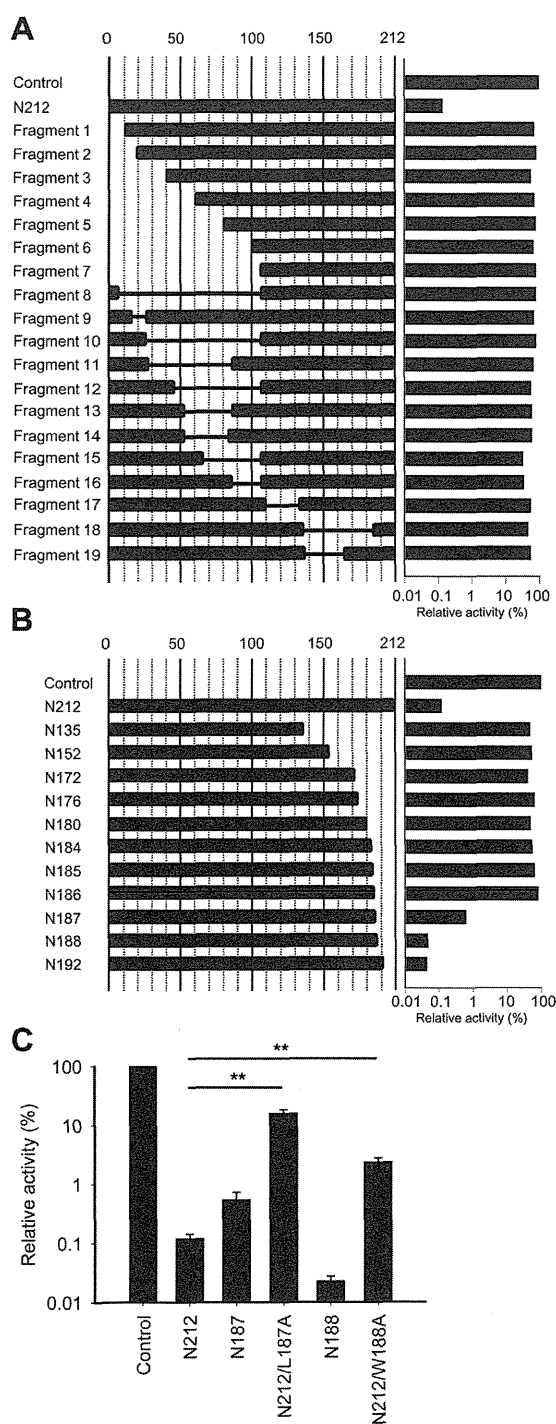 A
0 50 100 150 212
Control
N212
Fragment 1
Fragment 2
Fragment 3
Fragment 4
Fragment 5
Fragment 6
Fragment 7
Fragment 8
Fragment 9
Fragment 10
Fragment 11
Fragment 12
Fragment 13
Fragment 14
Fragment 15
Fragment 16
Fragment 17
Fragment 18
Fragment 19
0.01 0.1 1 10 100
Relative activity (%)
B
0 50 100 150 212
Control
N212
N135
N152
N172
N176
N180
N184
N185
N186
N187
N188
N192
0.01 0.1 1 10 100
Relative activity (%)
C
Relative activity (%)
100
10
1
0.1
0.01
**
**
Control
N212
N187
N212/L187A
N188
N212/W188A